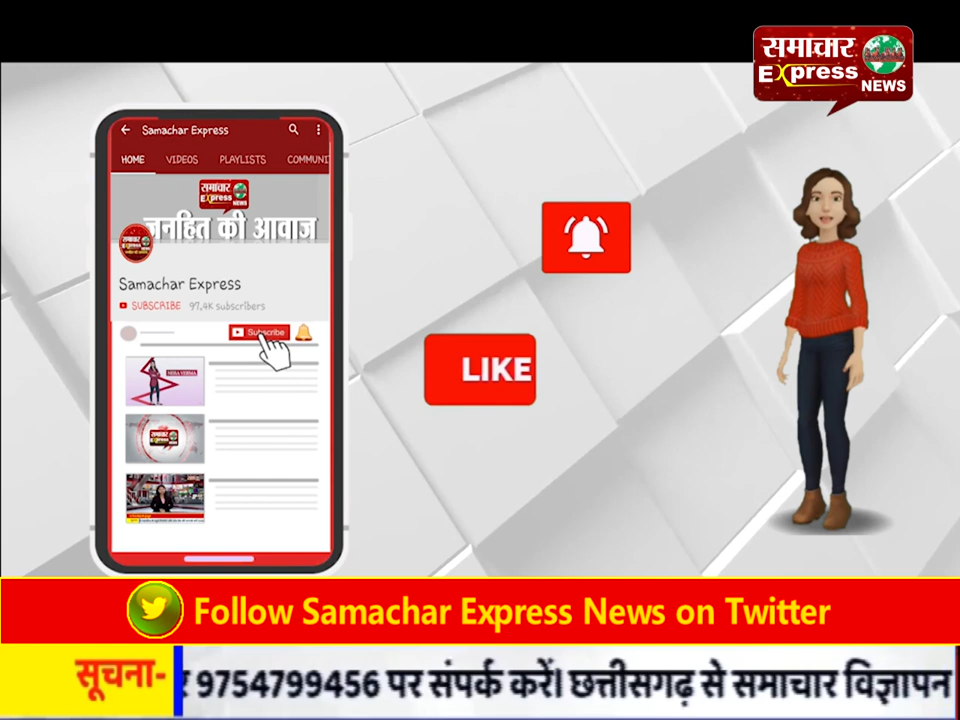 समाचार
Express
NEWS
Samachar Express
HOME VIDEOS PLAYLISTS COMMUNI
समाचार
Express
NEWS
जनहित की आवाज
Samachar Express
SUBSCRIBE 97.4K subscribers
Subscribe
LIKE
Follow Samachar Express News on Twitter
सूचना- र 9754799456 पर संपर्क करें। छत्तीसगढ़ से समाचार विज्ञापन